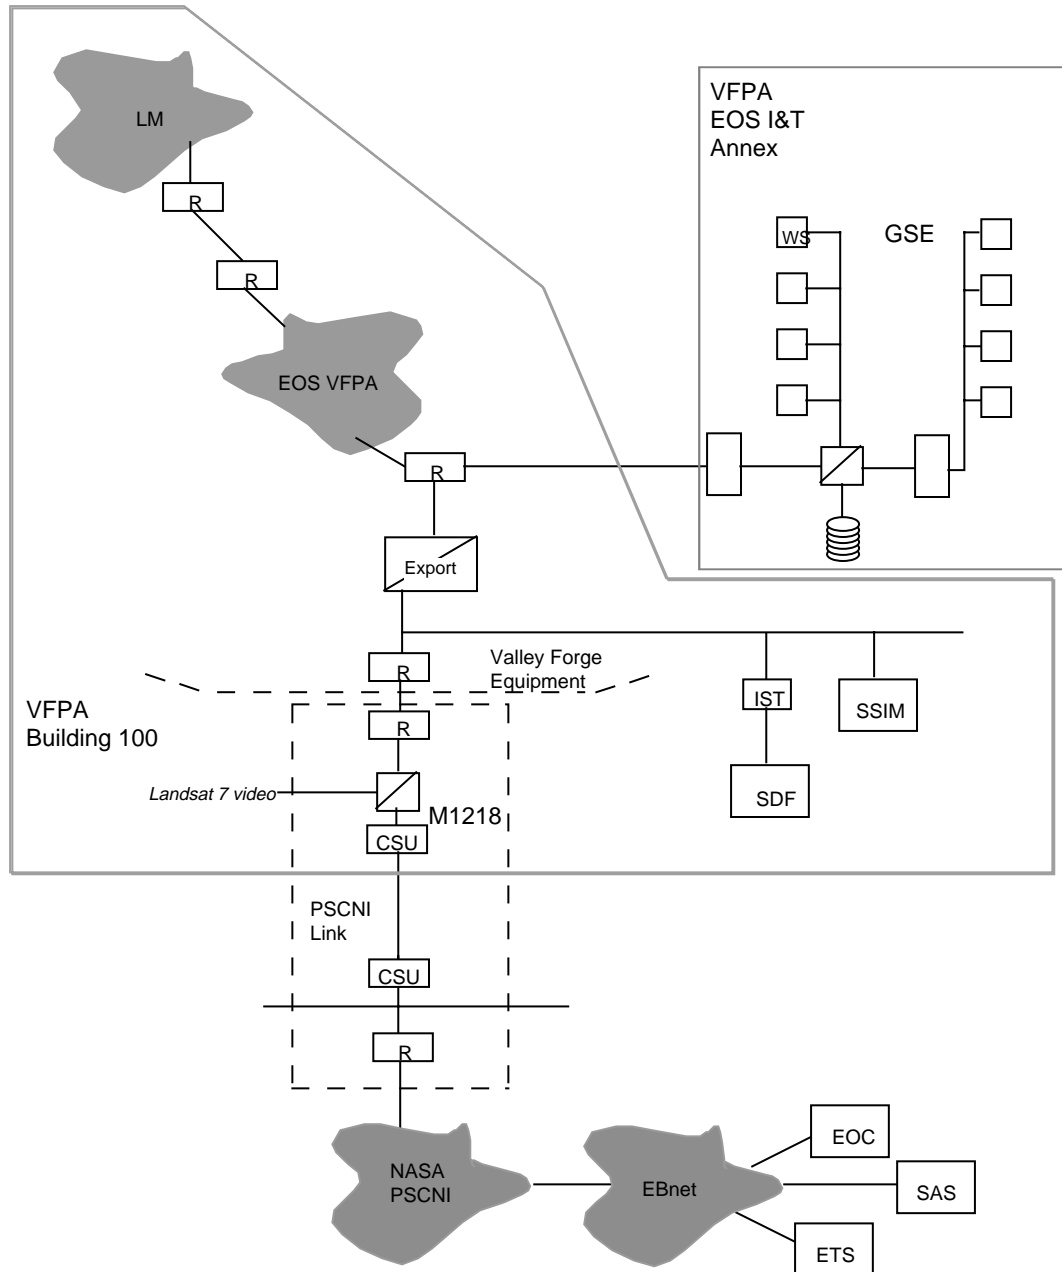 LM
R
R
EOS VFPA
R
Export
VFPA
EOS I&T
Annex
WS
GSE
R
Valley Forge
Equipment
VFPA
Building 100
R
IST
SSIM
SDF
Landsat 7 video
M1218
CSU
PSCNI
Link
CSU
R
NASA
PSCNI
EBnet
EOC
SAS
ETS